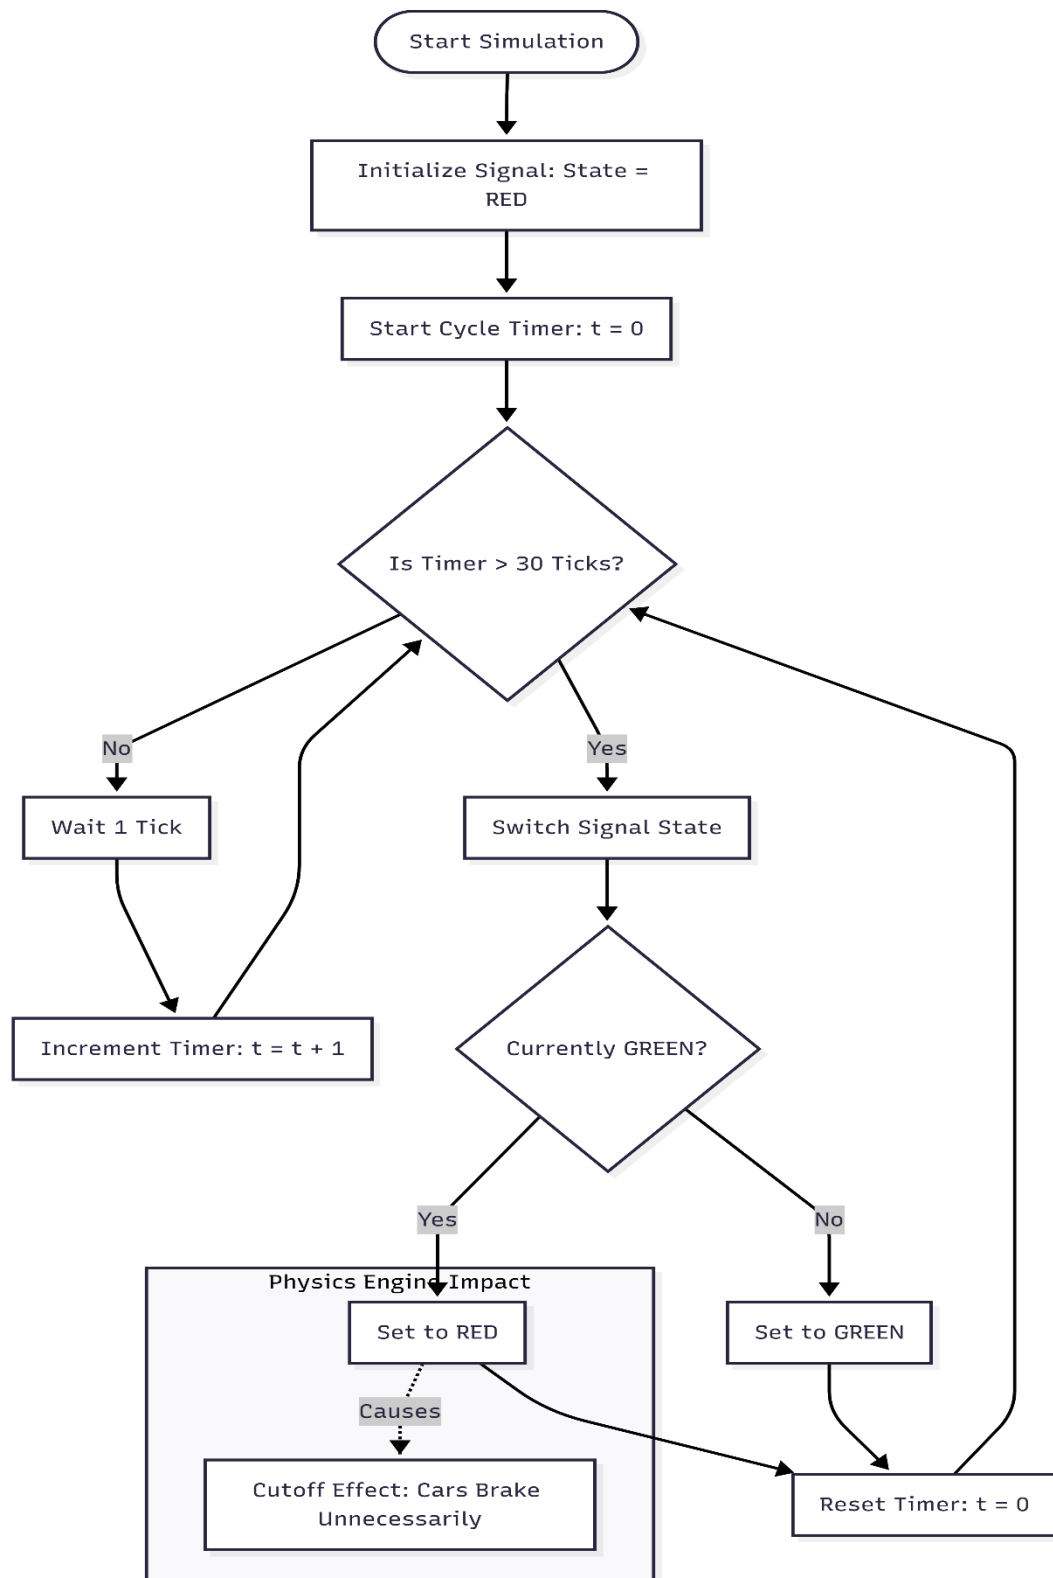 Start Simulation
Initialize Signal: State =
RED
Start Cycle Timer: t = 0
Is Timer > 30 Ticks?
No
Yes
Wait 1 Tick
Switch Signal State
Increment Timer: t = t + 1
Currently GREEN?
Yes
No
Physics Engine Impact
Set to RED
Set to GREEN
Causes
Cutoff Effect: Cars Brake
Unnecessarily
Reset Timer: t = 0